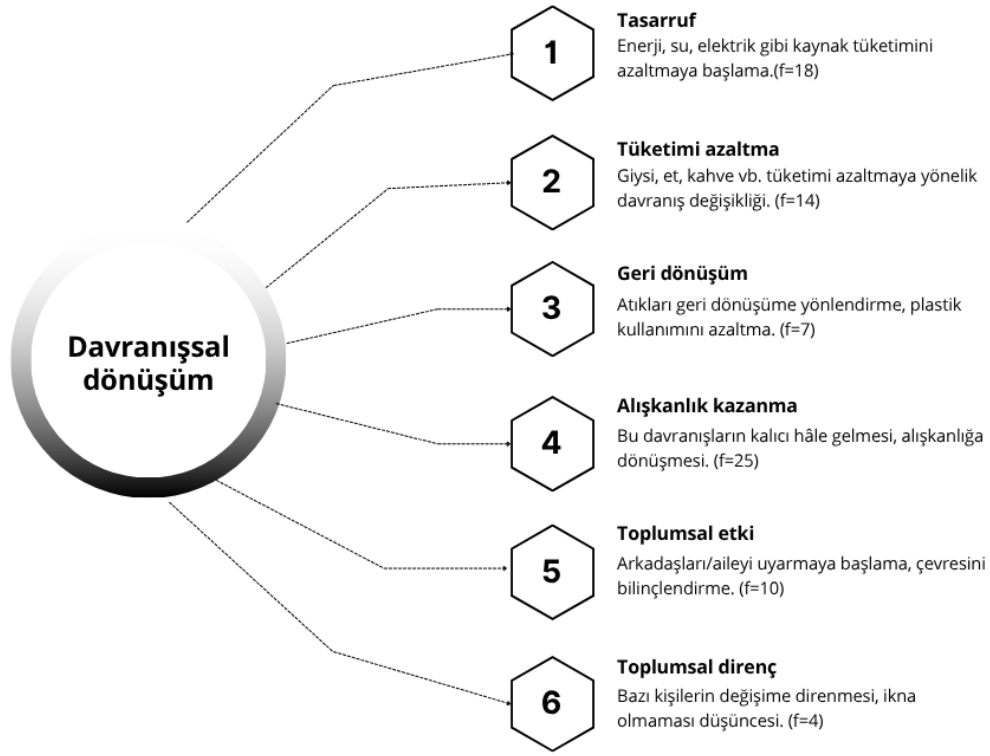 Davranışsal
dönüşüm
1
Tasarruf
Enerji, su, elektrik gibi kaynak tüketimini
azaltmaya başlama.(f=18)
2
Tüketimi azaltma
Giysi, et, kahve vb. tüketimi azaltmaya yönelik
davranış değişikliği. (f=14)
3
Geri dönüşüm
Atıkları geri dönüşüme yönlendirme, plastik
kullanımını azaltma. (f=7)
4
Alışkanlık kazanma
Bu davranışların kalıcı hâle gelmesi, alışkanlığa
dönüşmesi. (f=25)
5
Toplumsal etki
Arkadaşları/aileyi uyarmaya başlama, çevresini
bilinçlendirme. (f=10)
6
Toplumsal direnç
Bazı kişilerin değişime direnmesi, ikna
olmaması düşüncesi. (f=4)